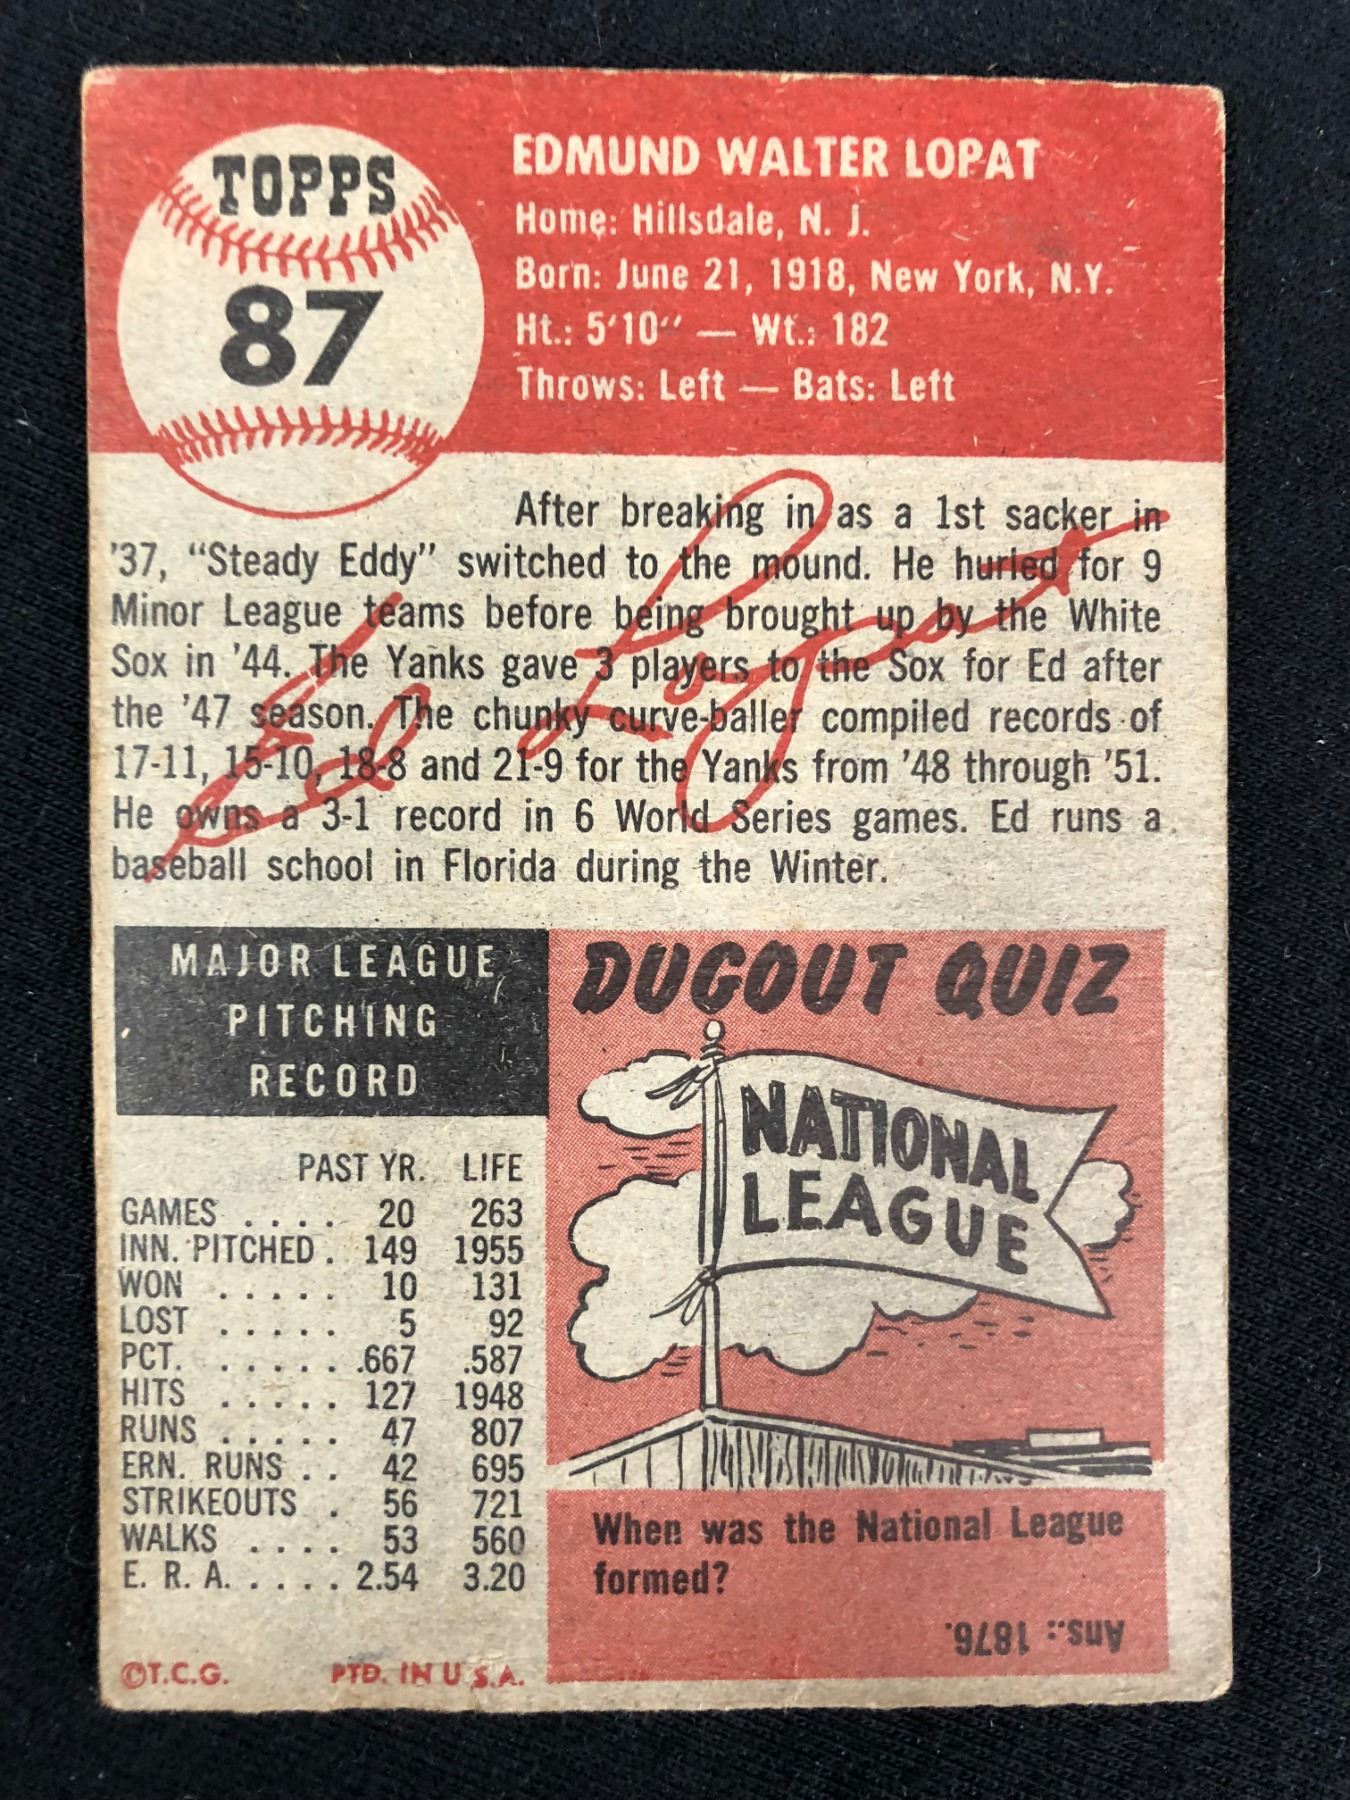 TOPPS
87
EDMUND WALTER LOPAT
Home: Hillsdale, N. J.
Born: June 21, 1918, New York, N.Y.
Ht.: 5'10" — Wt.: 182
Throws: Left — Bats: Left
After breaking in as a 1st sacker in
'37, "Steady Eddy" switched to the mound. He hurled for 9
Minor League teams before being brought up by the White
Sox in '44. The Yanks gave 3 players to the Sox for Ed after
the '47 season. The chunky curve-baller compiled records of
17-11, 15-10, 18-8 and 21-9 for the Yanks from '48 through '51.
He owns a 3-1 record in 6 World Series games. Ed runs a
baseball school in Florida during the Winter.
Ed Lopat
MAJOR LEAGUE
PITCHING
RECORD
PAST YR. LIFE
GAMES .... 20 263
INN. PITCHED . 149 1955
WON ..... 10 131
LOST ..... 5 92
PCT. ..... .667 .587
HITS ..... 127 1948
RUNS ..... 47 807
ERN. RUNS .. 42 695
STRIKEOUTS . 56 721
WALKS .... 53 560
E. R. A. .... 2.54 3.20
©T.C.G. PTD. IN U.S.A.
DUGOUT QUIZ
NATIONAL
LEAGUE
When was the National League
formed?
Ans.: 1876.